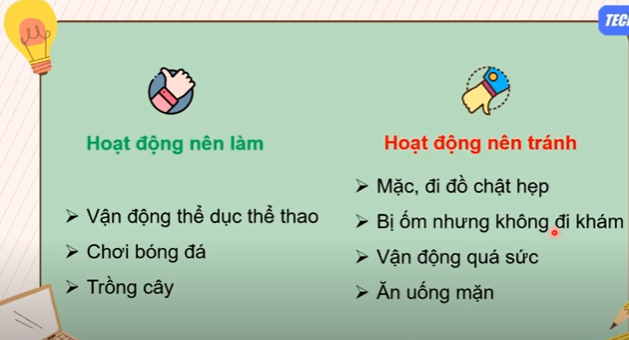 TEC
Hoạt động nên làm
Vận động thể dục thể thao
Chơi bóng đá
Trồng cây
Hoạt động nên tránh
Mặc, đi đồ chật hẹp
Bị ốm nhưng không đi khám
Vận động quá sức
Ăn uống mặn